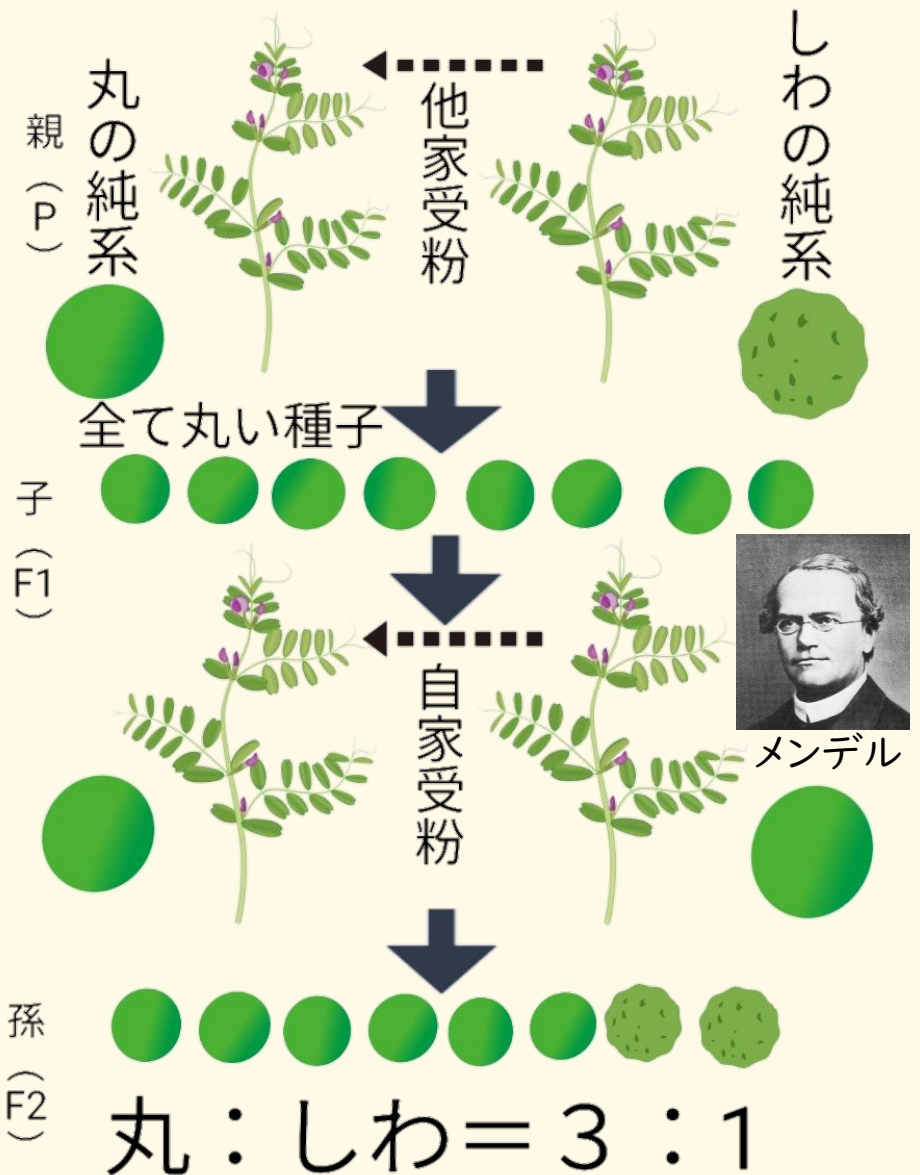 しわの純系
他家受粉
丸の純系
親（P）
全て丸い種子
子（F1）
メンデル
自家受粉
孫（F2）
丸：しわ＝3：1